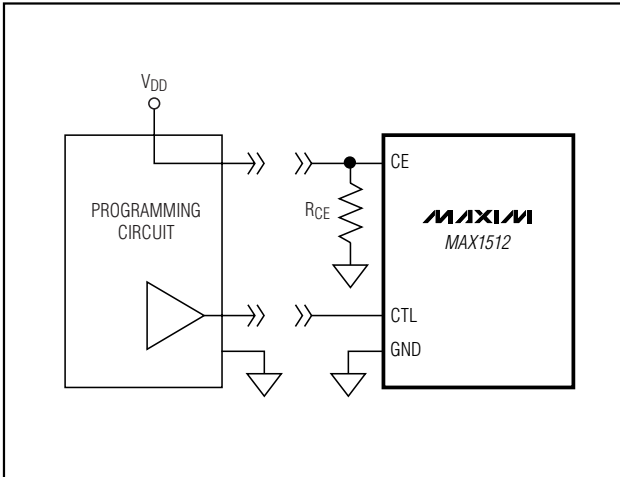 VDD
CE
PROGRAMMING
CIRCUIT
RCE
MAXIM
MAX1512
CTL
GND